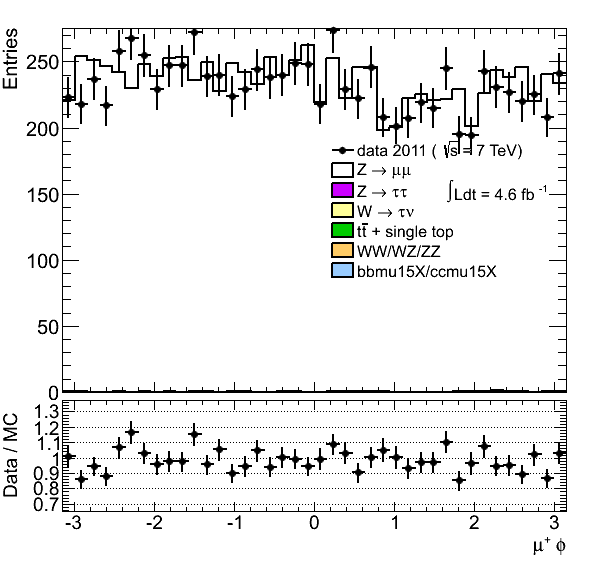 Entries
250
200
150
100
50
0
data 2011 ( √s = 7 TeV)
Z → μμ
∫Ldt = 4.6 fb⁻¹
Z → ττ
W → τν
tt̄ + single top
WW/WZ/ZZ
bbmu15X/ccmu15X
Data / MC
1.3
1.2
1.1
1
0.9
0.8
0.7
-3 -2 -1 0 1 2 3
μ⁺ ϕ